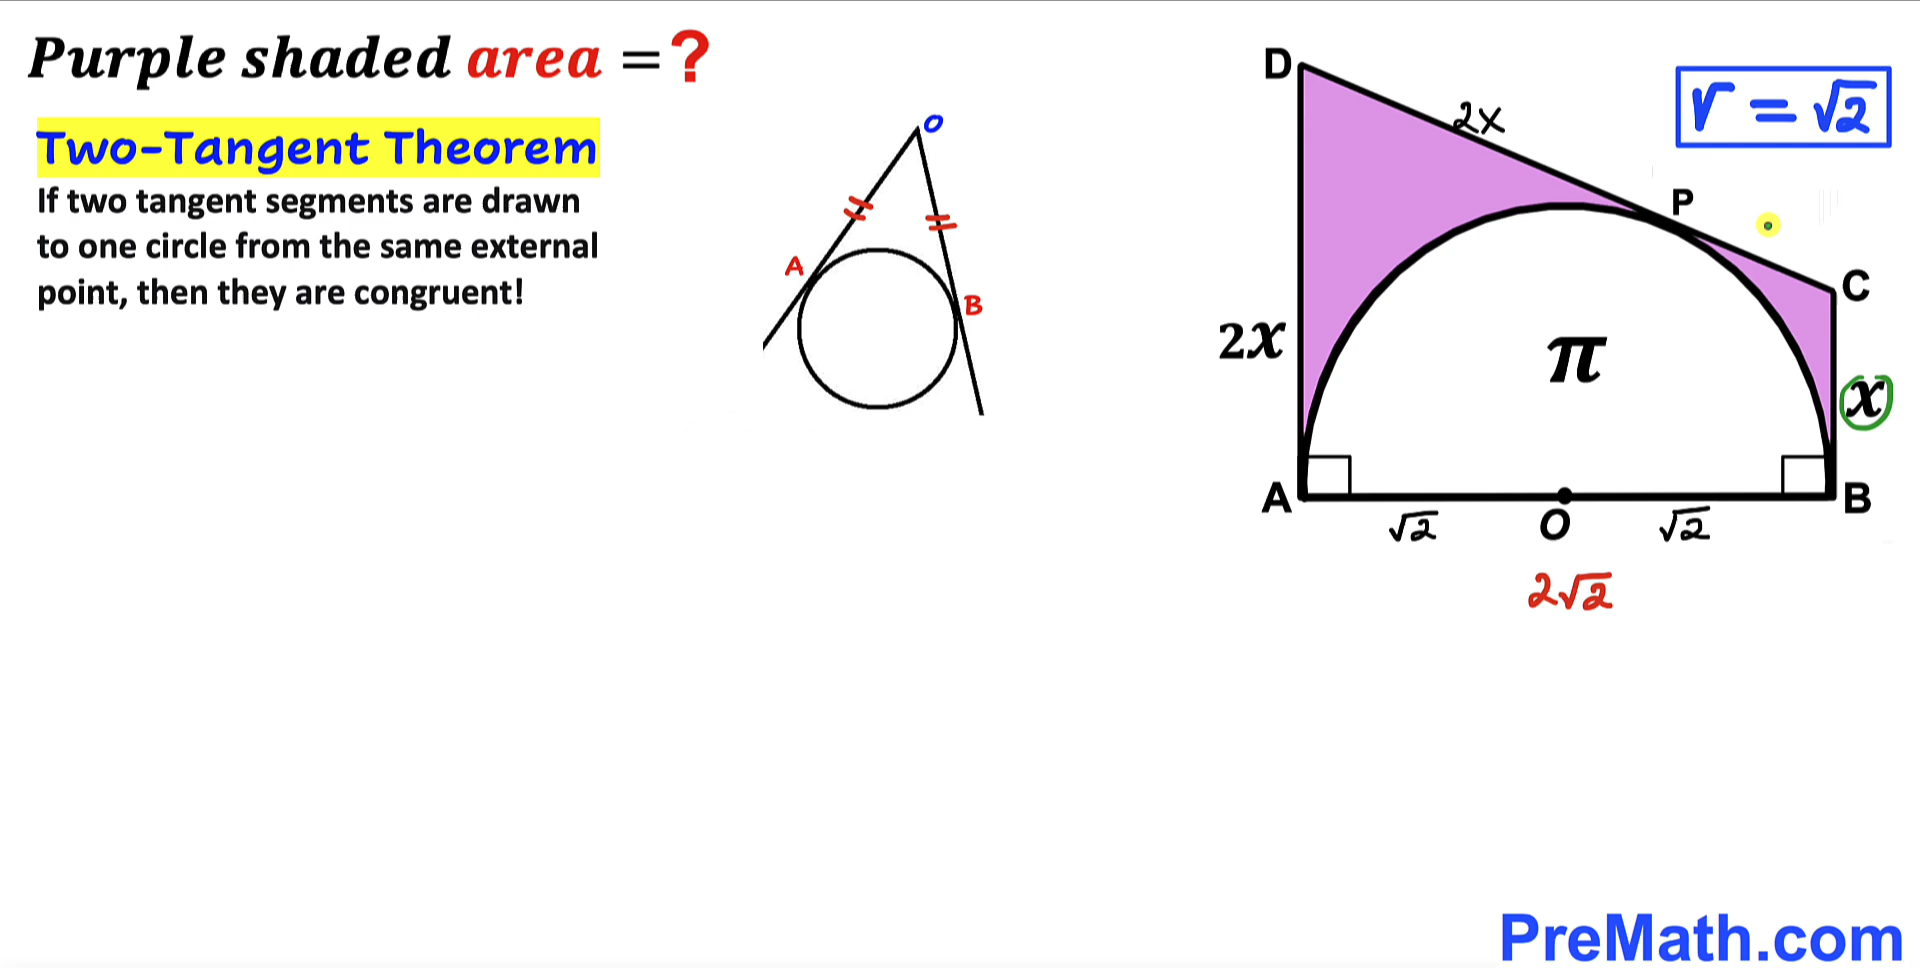 Purple shaded area = ?
Two-Tangent Theorem
If two tangent segments are drawn
to one circle from the same external
point, then they are congruent!
O
A
B
D
2x
r = √2
P
C
2x
π
x
A
O
B
√2
√2
2√2
PreMath.com